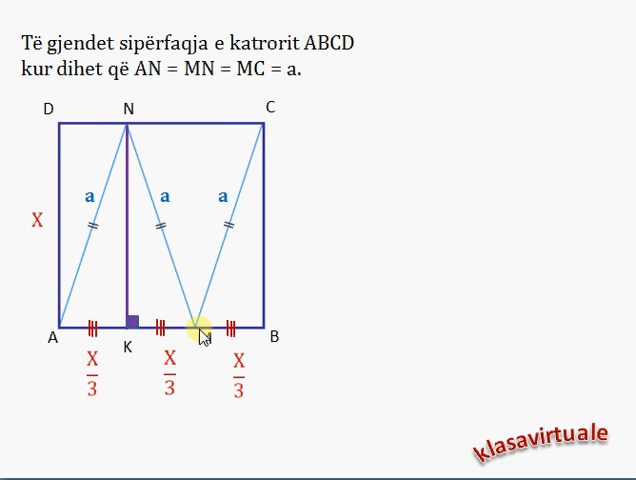 Të gjendet sipërfaqja e katrorit ABCD
kur dihet që AN = MN = MC = a.
D N C
a a a
X
A K B
X X X
3 3 3
klasavirtuale